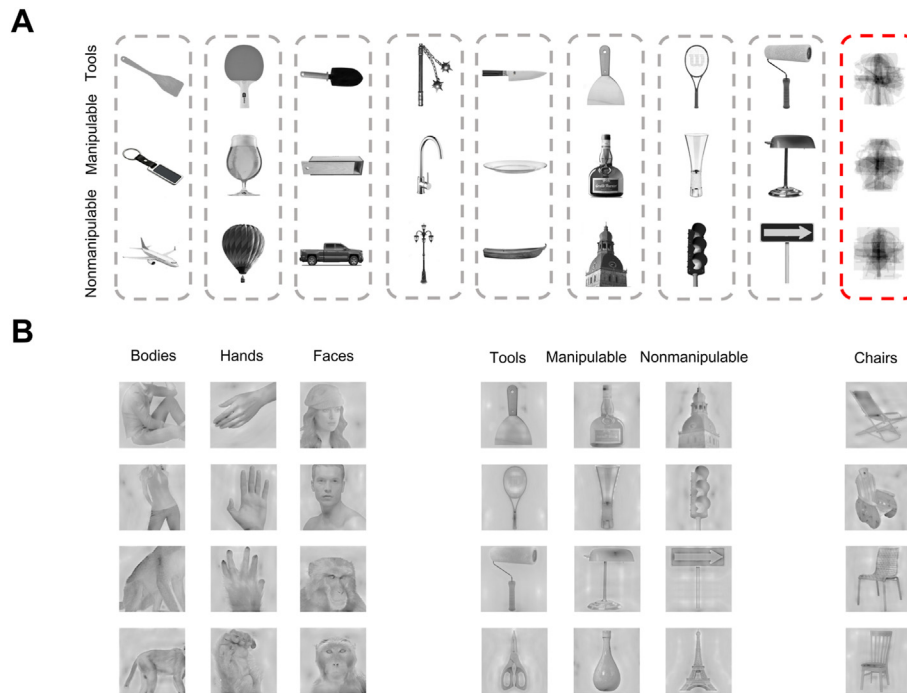 A
Tools
Manipulable
Nonmanipulable
W
B
Bodies Hands Faces Tools Manipulable Nonmanipulable Chairs